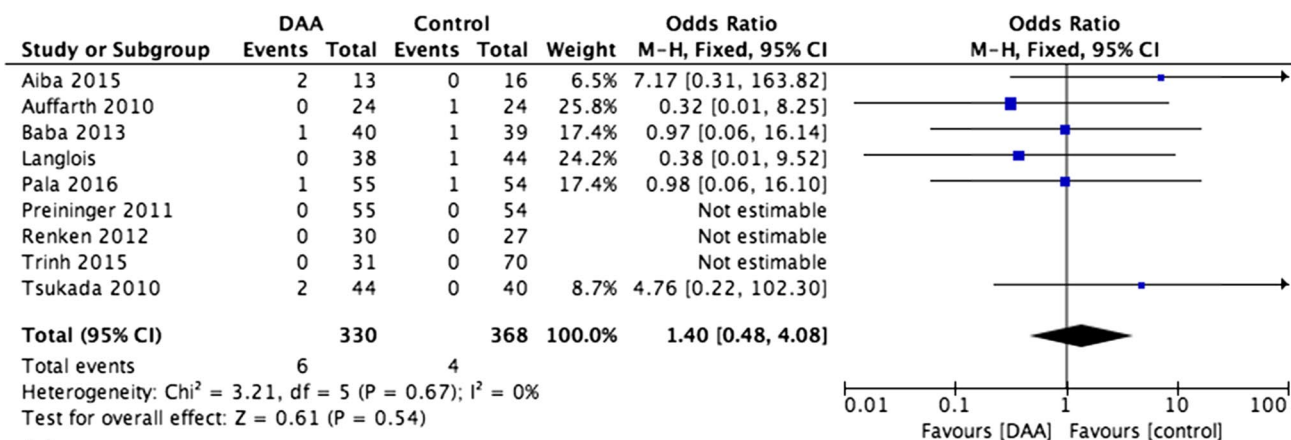 DAA Control Odds Ratio Odds Ratio
Study or Subgroup Events Total Events Total Weight M-H, Fixed, 95% CI M-H, Fixed, 95% CI
Aiba 2015 2 13 0 16 6.5% 7.17 [0.31, 163.82]
Auffarth 2010 0 24 1 24 25.8% 0.32 [0.01, 8.25]
Baba 2013 1 40 1 39 17.4% 0.97 [0.06, 16.14]
Langlois 0 38 1 44 24.2% 0.38 [0.01, 9.52]
Pala 2016 1 55 1 54 17.4% 0.98 [0.06, 16.10]
Preininger 2011 0 55 0 54 Not estimable
Renken 2012 0 30 0 27 Not estimable
Trinh 2015 0 31 0 70 Not estimable
Tsukada 2010 2 44 0 40 8.7% 4.76 [0.22, 102.30]
Total (95% CI) 330 368 100.0% 1.40 [0.48, 4.08]
Total events 6 4
Heterogeneity: Chi² = 3.21, df = 5 (P = 0.67); I² = 0%
Test for overall effect: Z = 0.61 (P = 0.54)
0.01 0.1 1 10 100
Favours [DAA] Favours [control]